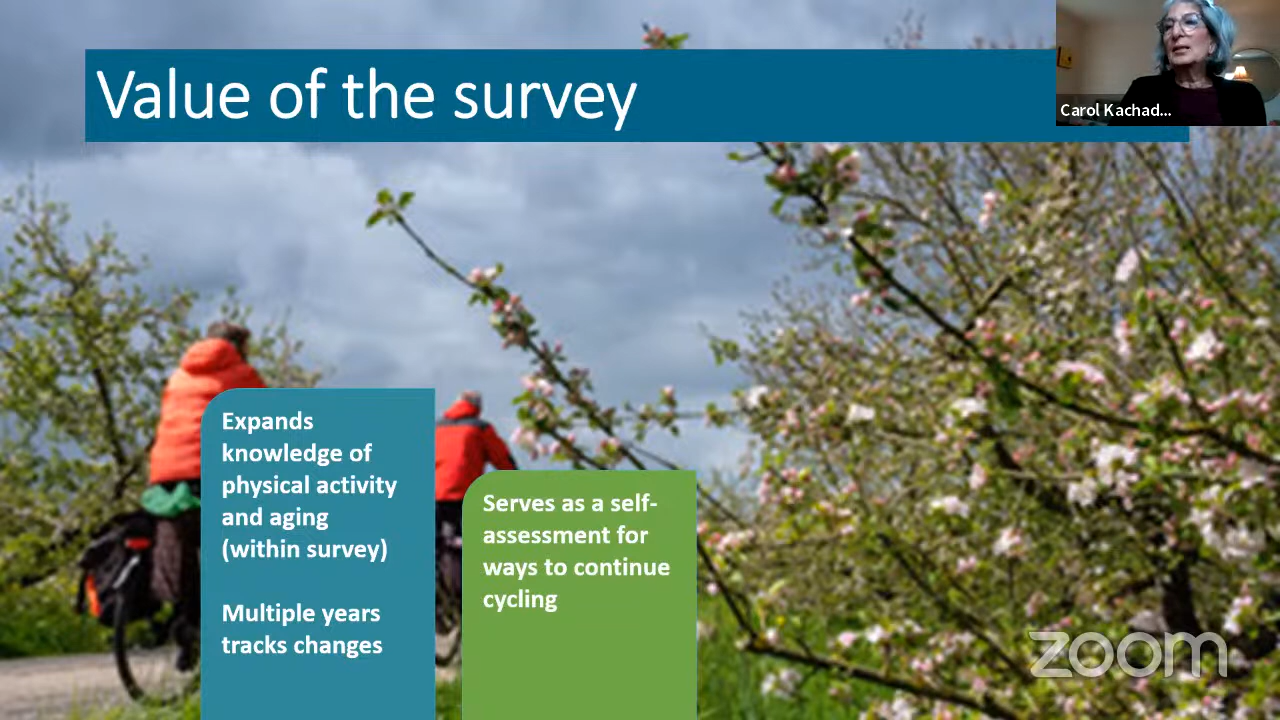 Value of the survey
Carol Kachad...
Expands
knowledge of
physical activity
and aging
(within survey)
Multiple years
tracks changes
Serves as a self-
assessment for
ways to continue
cycling
zoom